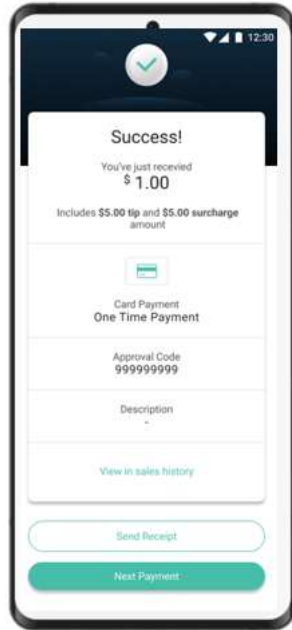 12:30
Success!
You've just recevied
$ 1.00
Includes $5.00 tip and $5.00 surcharge
amount
Card Payment
One Time Payment
Approval Code
999999999
Description
-
View in sales history
Send Receipt
Next Payment